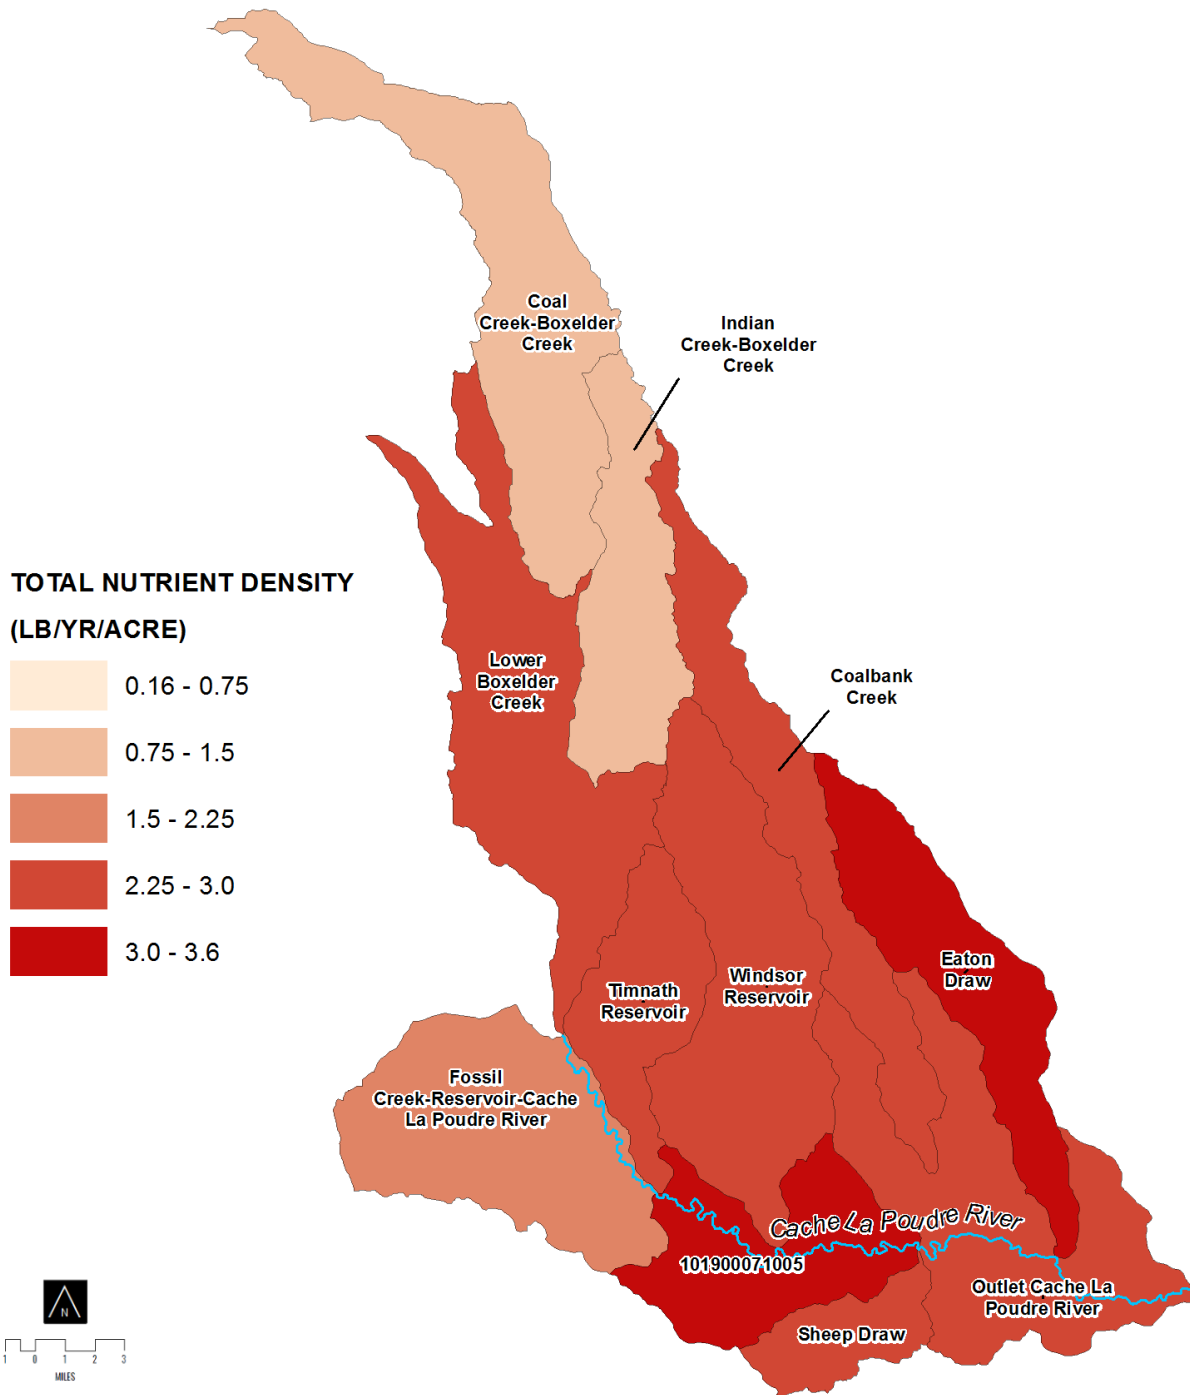 Coal
Creek-Boxelder
Creek
Indian
Creek-Boxelder
Creek
TOTAL NUTRIENT DENSITY
(LB/YR/ACRE)
0.16 - 0.75
0.75 - 1.5
1.5 - 2.25
2.25 - 3.0
3.0 - 3.6
Lower
Boxelder
Creek
Coalbank
Creek
Eaton
Draw
Timnath
Reservoir
Windsor
Reservoir
Fossil
Creek-Reservoir-Cache
La Poudre River
Cache La Poudre River
101900071005
Outlet Cache La
Poudre River
Sheep Draw
N
1 0 1 2 3
MILES